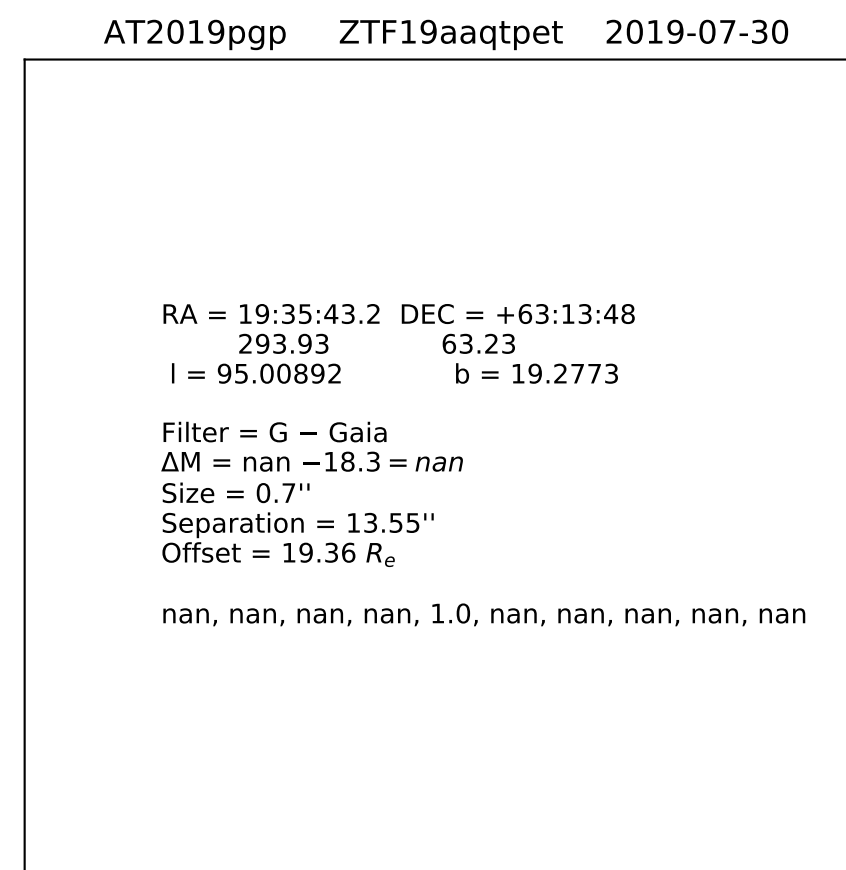 AT2019pgp ZTF19aaqtpet 2019-07-30
RA = 19:35:43.2 DEC = +63:13:48
293.93 63.23
l = 95.00892 b = 19.2773
Filter = G − Gaia
ΔM = nan −18.3 = nan
Size = 0.7''
Separation = 13.55''
Offset = 19.36 Re
nan, nan, nan, nan, 1.0, nan, nan, nan, nan, nan